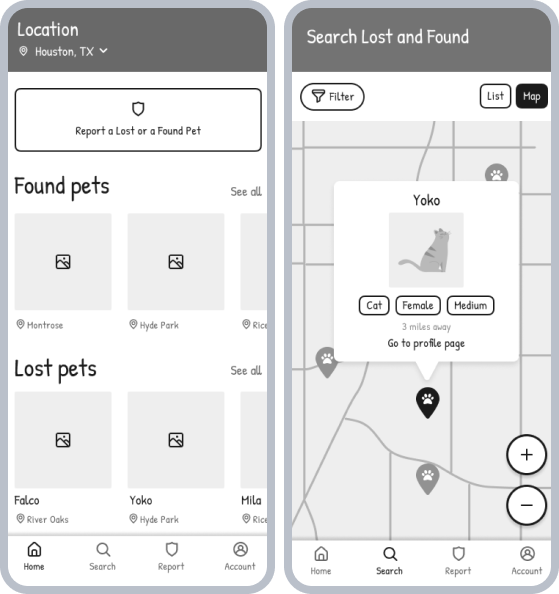 Location
Houston, TX
Report a Lost or a Found Pet
Found pets
See all
Montrose
Hyde Park
Rice
Lost pets
See all
Falco
Yoko
Mila
River Oaks
Hyde Park
Rice
Home
Search
Report
Account
Search Lost and Found
Filter
List
Map
Yoko
Cat
Female
Medium
3 miles away
Go to profile page
Home
Search
Report
Account